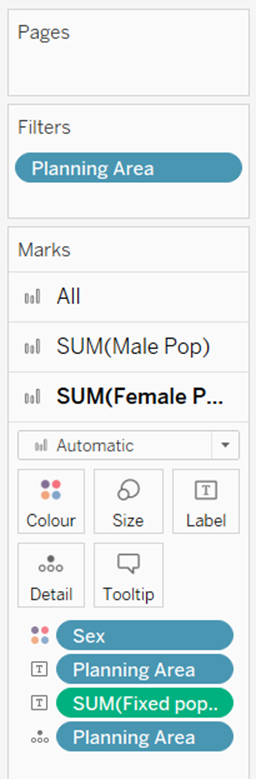 Pages
Filters
Planning Area
Marks
All
SUM(Male Pop)
SUM(Female P...
Automatic
Colour Size Label
Detail Tooltip
Sex
Planning Area
SUM(Fixed pop..
Planning Area